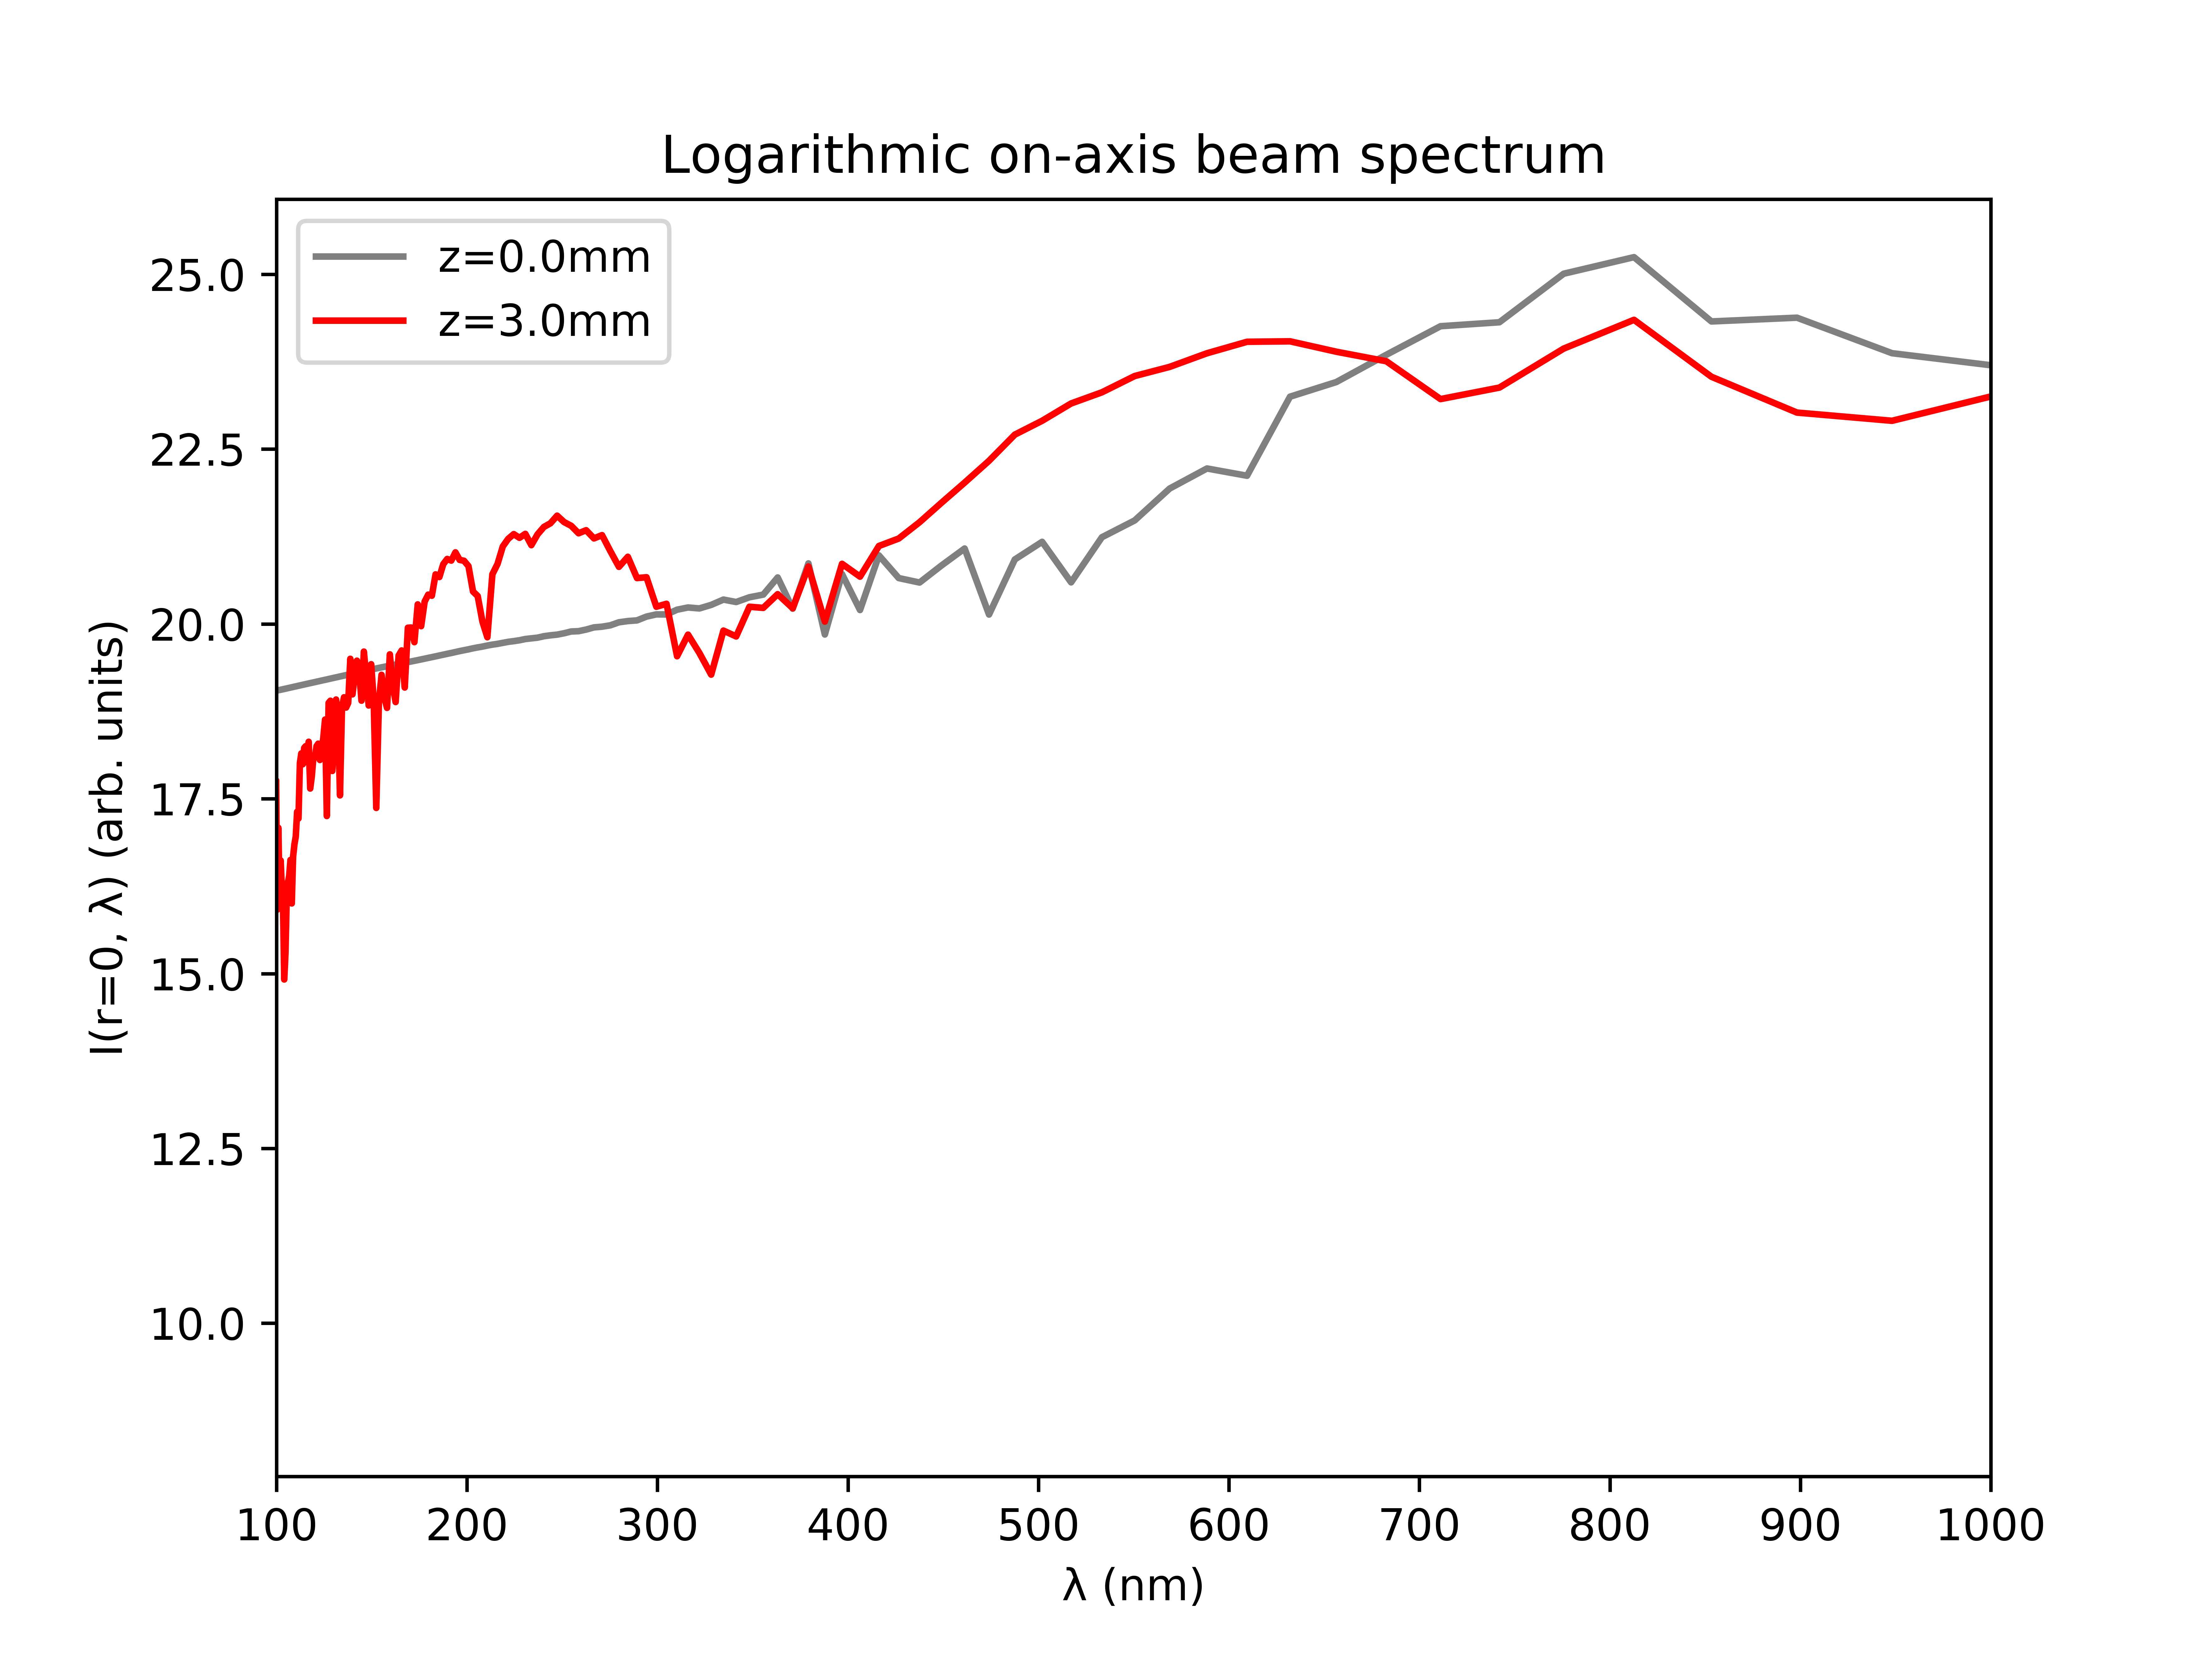 Logarithmic on-axis beam spectrum
z=0.0mm
z=3.0mm
25.0
22.5
20.0
17.5
15.0
12.5
10.0
I(r=0, λ) (arb. units)
100 200 300 400 500 600 700 800 900 1000
λ (nm)